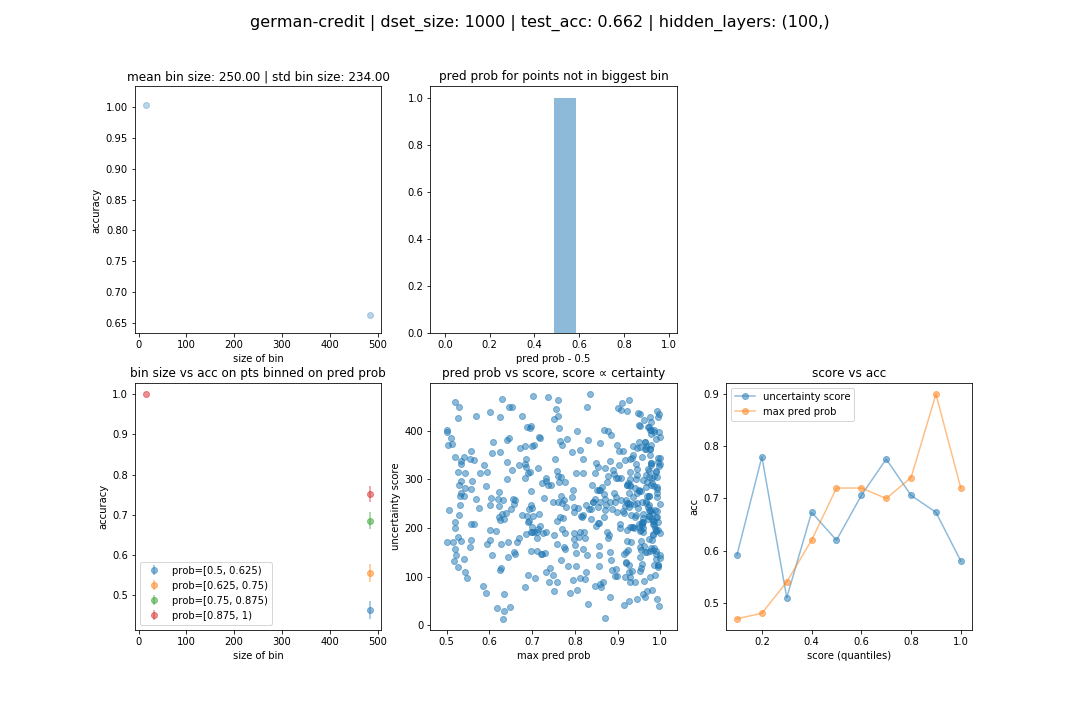 german-credit | dset_size: 1000 | test_acc: 0.662 | hidden_layers: (100,)
mean bin size: 250.00 | std bin size: 234.00
1.00
0.95
0.90
0.85
0.80
0.75
0.70
0.65
accuracy
0 100 200 300 400 500
size of bin
pred prob for points not in biggest bin
1.0
0.8
0.6
0.4
0.2
0.0
0.0 0.2 0.4 0.6 0.8 1.0
pred prob - 0.5
bin size vs acc on pts binned on pred prob
1.0
0.9
0.8
0.7
0.6
0.5
accuracy
prob=[0.5, 0.625)
prob=[0.625, 0.75)
prob=[0.75, 0.875)
prob=[0.875, 1)
0 100 200 300 400 500
size of bin
pred prob vs score, score ∝ certainty
400
300
200
100
0
uncertainty score
0.5 0.6 0.7 0.8 0.9 1.0
max pred prob
score vs acc
uncertainty score
max pred prob
0.9
0.8
0.7
0.6
0.5
acc
0.2 0.4 0.6 0.8 1.0
score (quantiles)